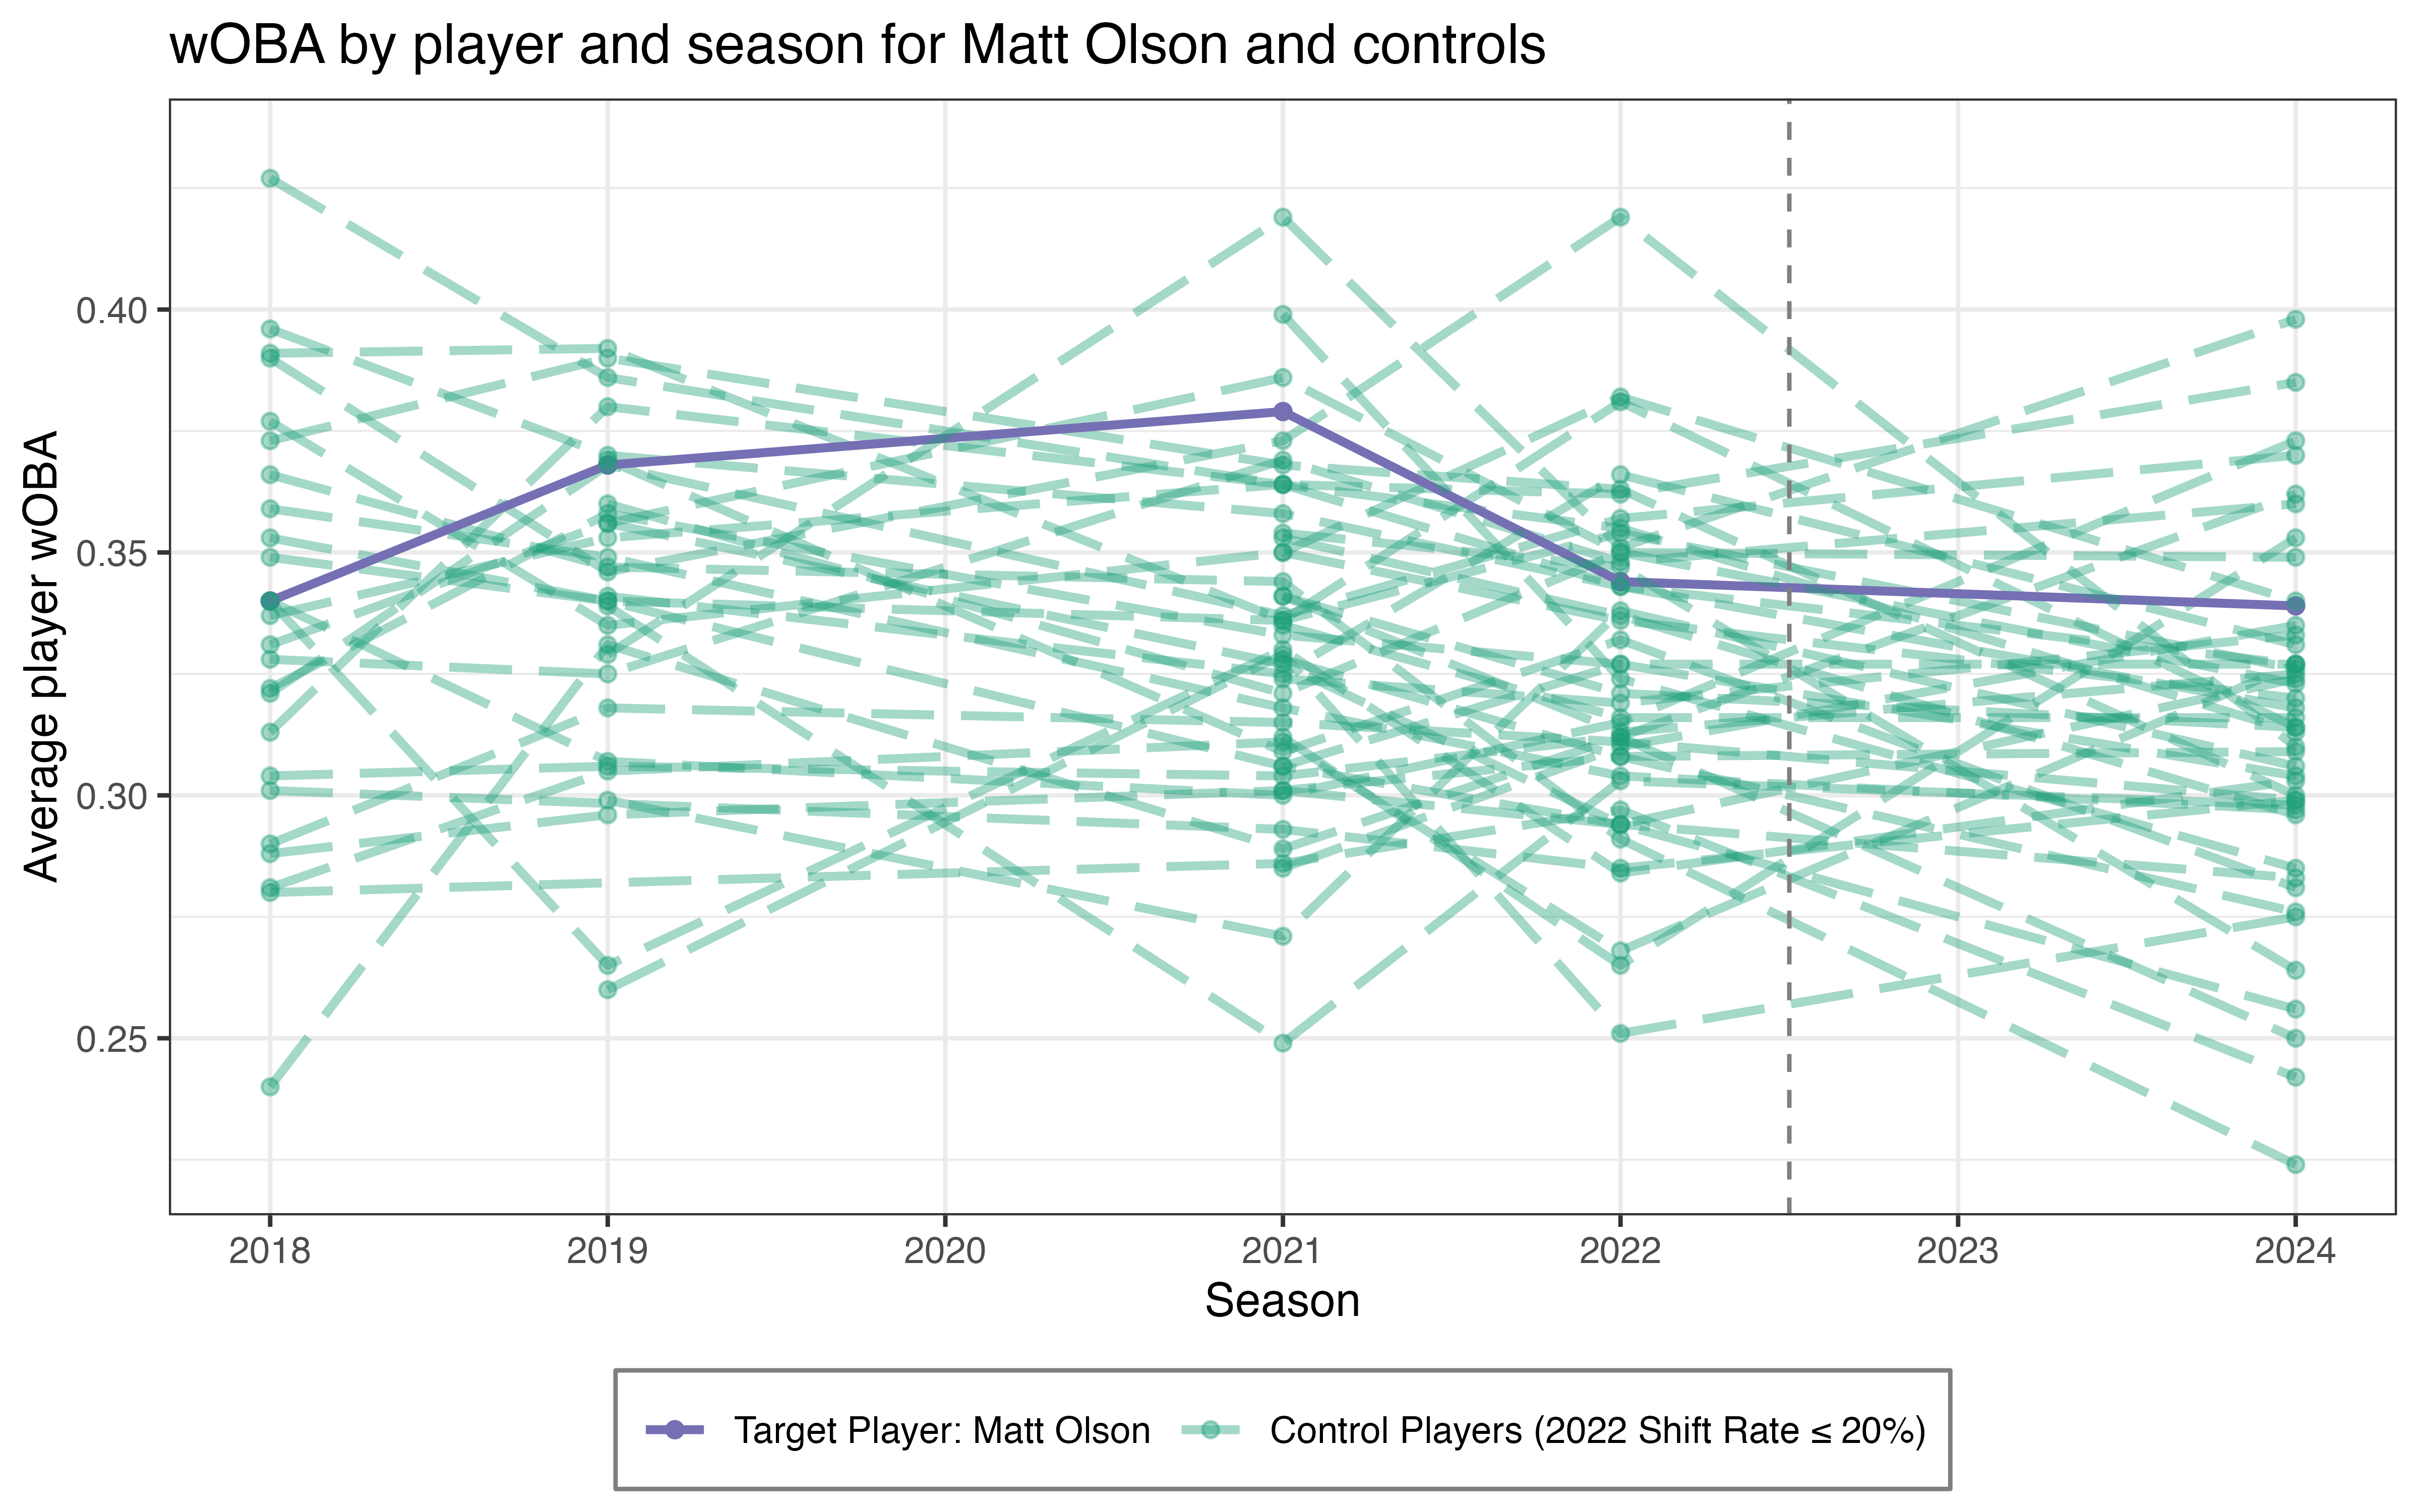 wOBA by player and season for Matt Olson and controls
Average player wOBA
0.40
0.35
0.30
0.25
2018 2019 2020 2021 2022 2023 2024
Season
Target Player: Matt Olson Control Players (2022 Shift Rate ≤ 20%)